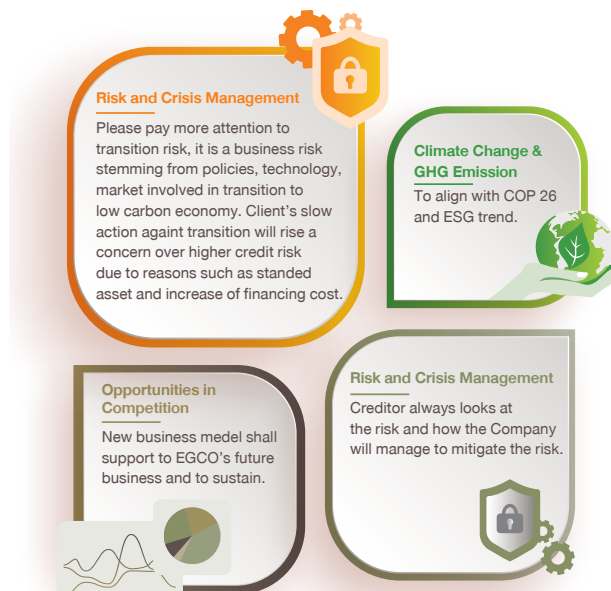 Risk and Crisis Management
Please pay more attention to
transition risk, it is a business risk
stemming from policies, technology,
market involved in transition to
low carbon economy. Client's slow
action againt transition will rise a
concern over higher credit risk
due to reasons such as standed
asset and increase of financing cost.
Climate Change &
GHG Emission
To align with COP 26
and ESG trend.
Opportunities in
Competition
New business model shall
support to EGCO's future
business and to sustain.
Risk and Crisis Management
Creditor always looks at
the risk and how the Company
will manage to mitigate the risk.